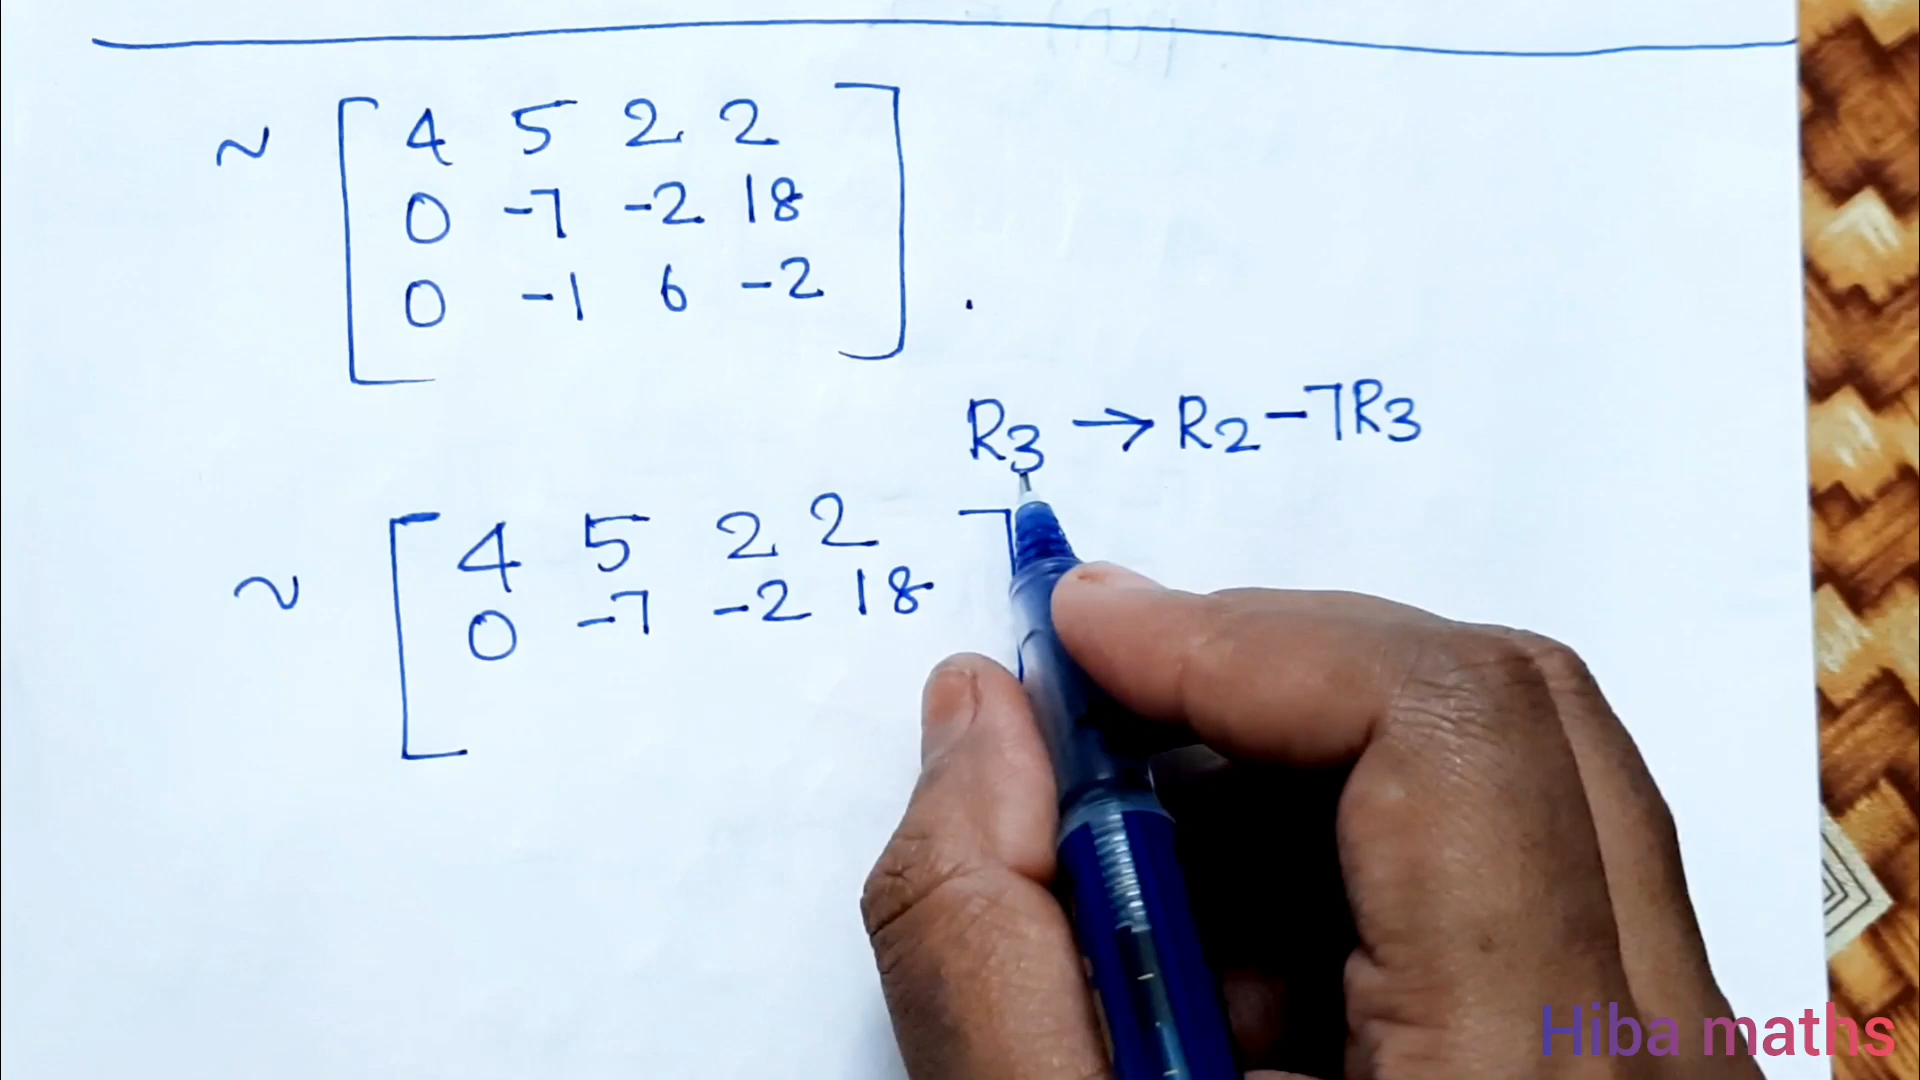 ~ [ 4 5 2 2 ]
0 -7 -2 18
0 -1 6 -2 .
R3 → R2 - 7R3
~ [ 4 5 2 2 ]
0 -7 -2 18
Hiba maths